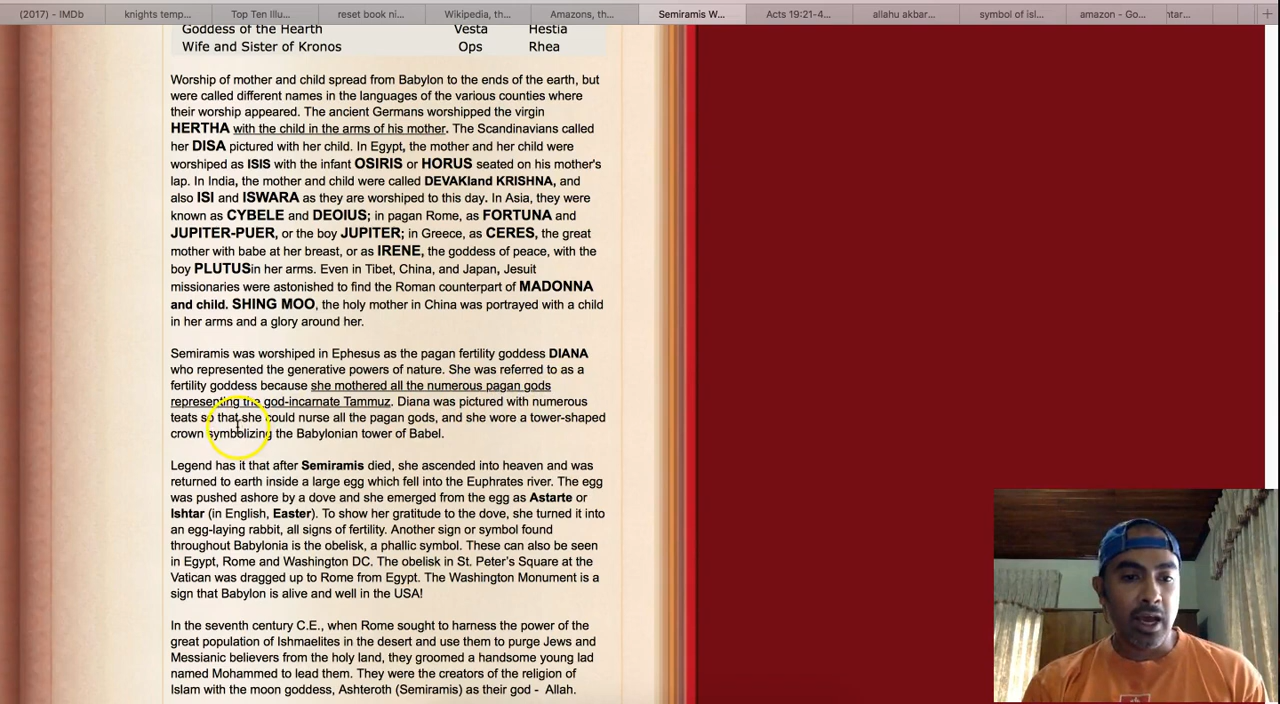 (2017) - IMDb
knights temp...
Top Ten Illu...
reset book ni...
Wikipedia, th...
Amazons, th...
Semiramis W...
Acts 19:21-4...
allahu akbar...
symbol of isl...
amazon - Go...
ntar...
Goddess of the Hearth Vesta Hestia
Wife and Sister of Kronos Ops Rhea
Worship of mother and child spread from Babylon to the ends of the earth, but
were called different names in the languages of the various counties where
their worship appeared. The ancient Germans worshipped the virgin
HERTHA with the child in the arms of his mother. The Scandinavians called
her DISA pictured with her child. In Egypt, the mother and her child were
worshiped as ISIS with the infant OSIRIS or HORUS seated on his mother's
lap. In India, the mother and child were called DEVAKIand KRISHNA, and
also ISI and ISWARA as they are worshiped to this day. In Asia, they were
known as CYBELE and DEOIUS; in pagan Rome, as FORTUNA and
JUPITER-PUER, or the boy JUPITER; in Greece, as CERES, the great
mother with babe at her breast, or as IRENE, the goddess of peace, with the
boy PLUTUSin her arms. Even in Tibet, China, and Japan, Jesuit
missionaries were astonished to find the Roman counterpart of MADONNA
and child. SHING MOO, the holy mother in China was portrayed with a child
in her arms and a glory around her.
Semiramis was worshiped in Ephesus as the pagan fertility goddess DIANA
who represented the generative powers of nature. She was referred to as a
fertility goddess because she mothered all the numerous pagan gods
representing the god-incarnate Tammuz. Diana was pictured with numerous
teats so that she could nurse all the pagan gods, and she wore a tower-shaped
crown symbolizing the Babylonian tower of Babel.
Legend has it that after Semiramis died, she ascended into heaven and was
returned to earth inside a large egg which fell into the Euphrates river. The egg
was pushed ashore by a dove and she emerged from the egg as Astarte or
Ishtar (in English, Easter). To show her gratitude to the dove, she turned it into
an egg-laying rabbit, all signs of fertility. Another sign or symbol found
throughout Babylonia is the obelisk, a phallic symbol. These can also be seen
in Egypt, Rome and Washington DC. The obelisk in St. Peter's Square at the
Vatican was dragged up to Rome from Egypt. The Washington Monument is a
sign that Babylon is alive and well in the USA!
In the seventh century C.E., when Rome sought to harness the power of the
great population of Ishmaelites in the desert and use them to purge Jews and
Messianic believers from the holy land, they groomed a handsome young lad
named Mohammed to lead them. They were the creators of the religion of
Islam with the moon goddess, Ashteroth (Semiramis) as their god - Allah.